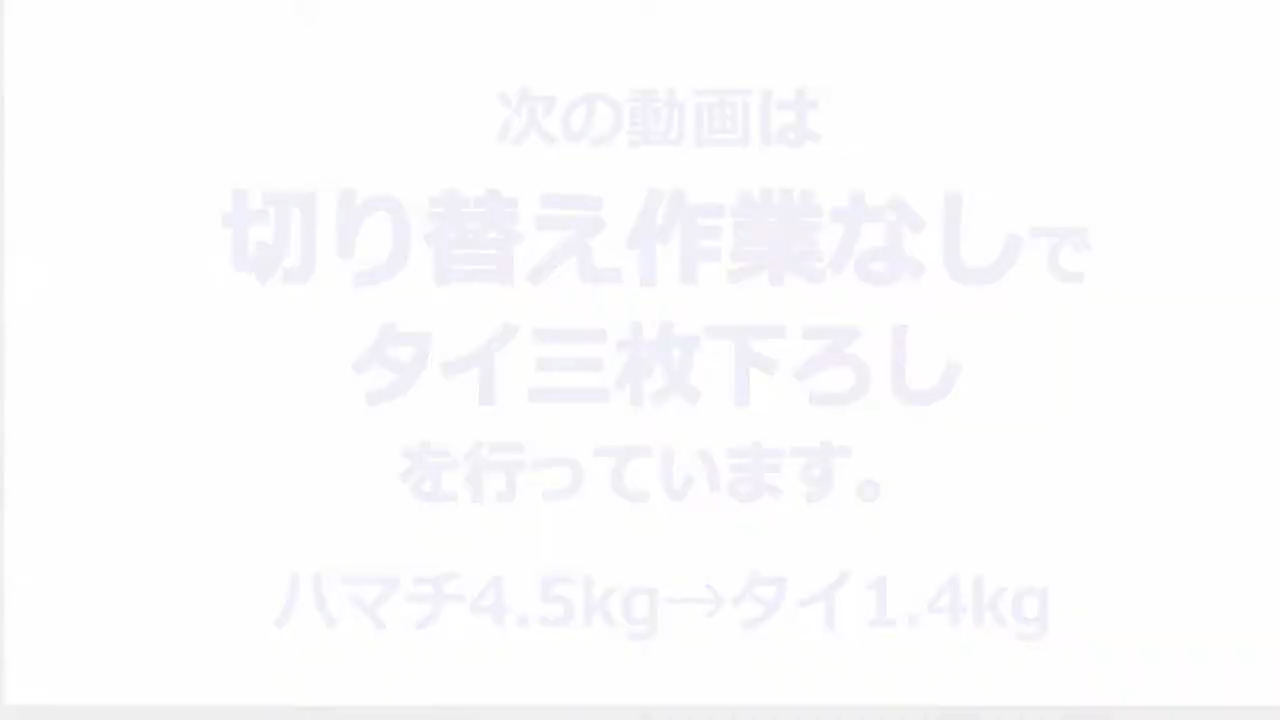 次の動画は
切り替え作業なしで
タイ三枚下ろし
を行っています。
ハマチ4.5kg→タイ1.4kg